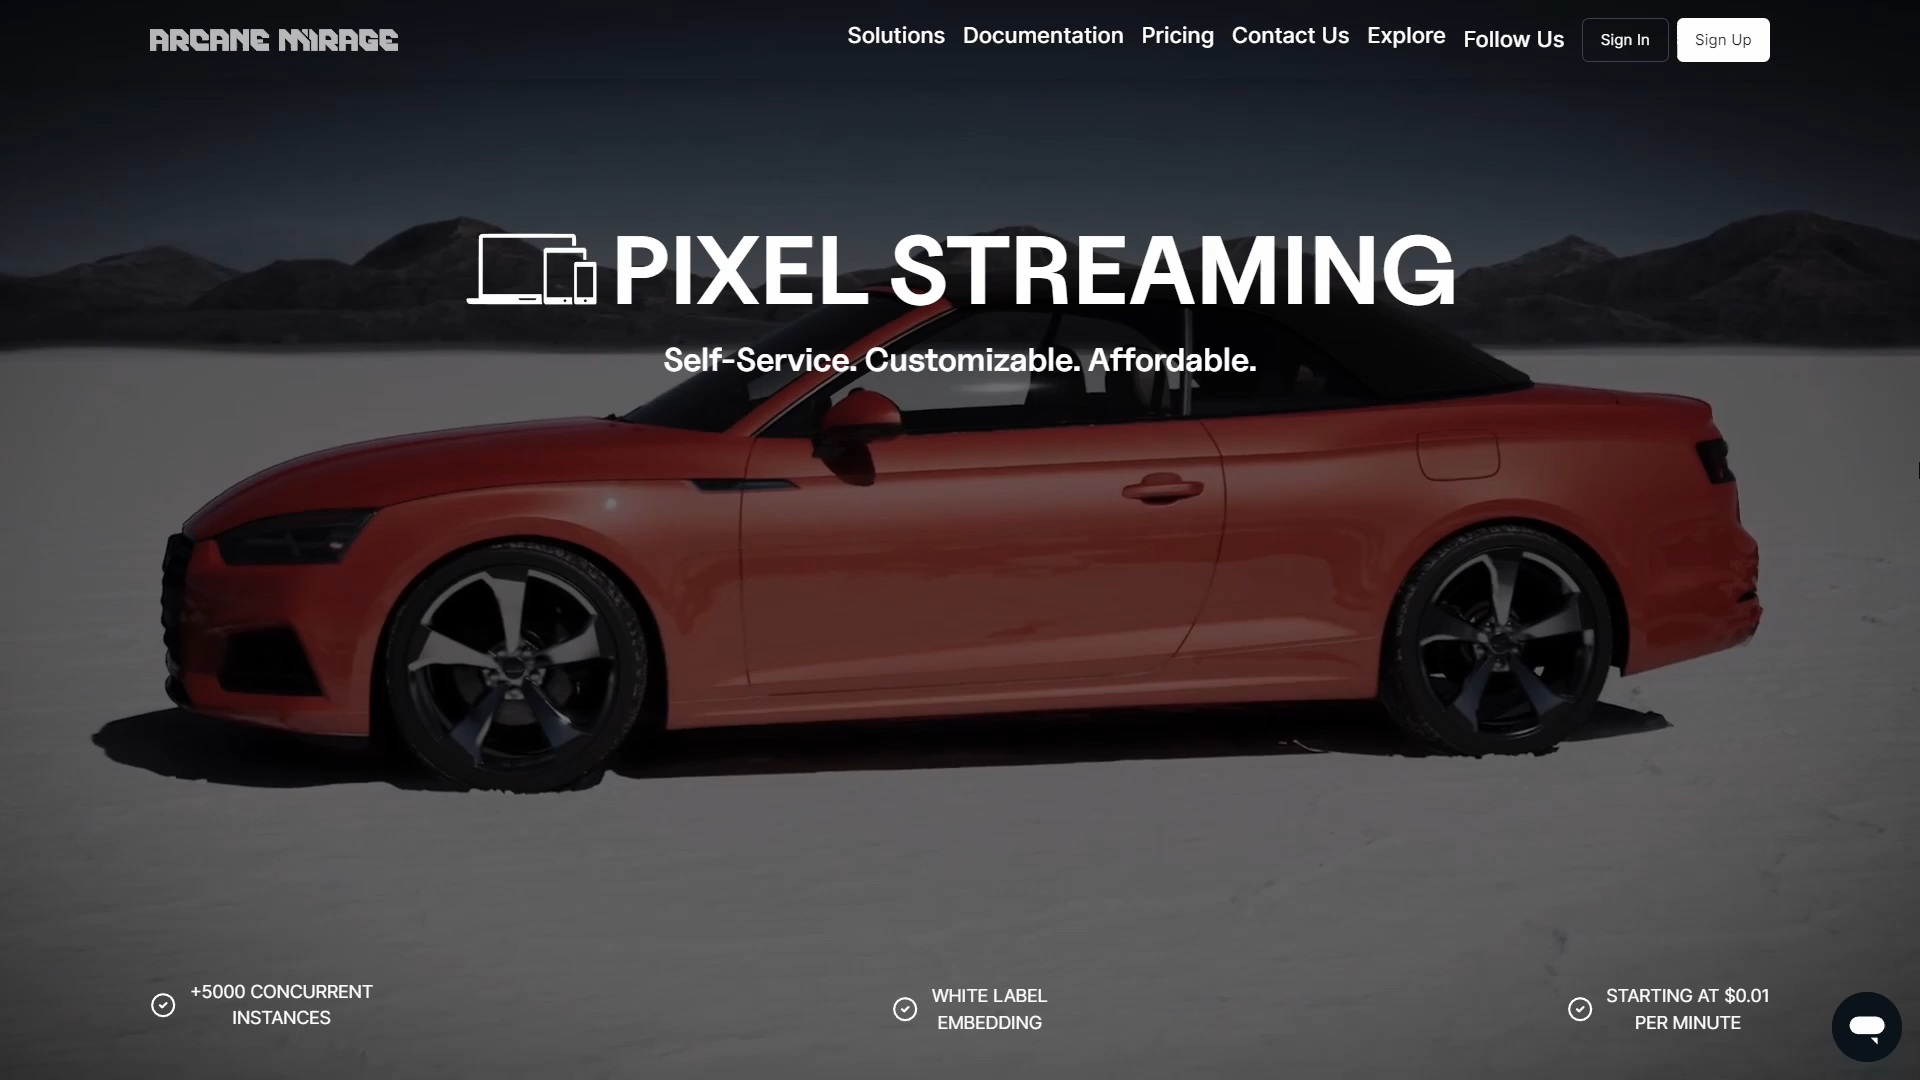 ARCANE MIRAGE
Solutions Documentation Pricing Contact Us Explore Follow Us Sign In Sign Up
PIXEL STREAMING
Self-Service. Customizable. Affordable.
+5000 CONCURRENT
INSTANCES
WHITE LABEL
EMBEDDING
STARTING AT $0.01
PER MINUTE